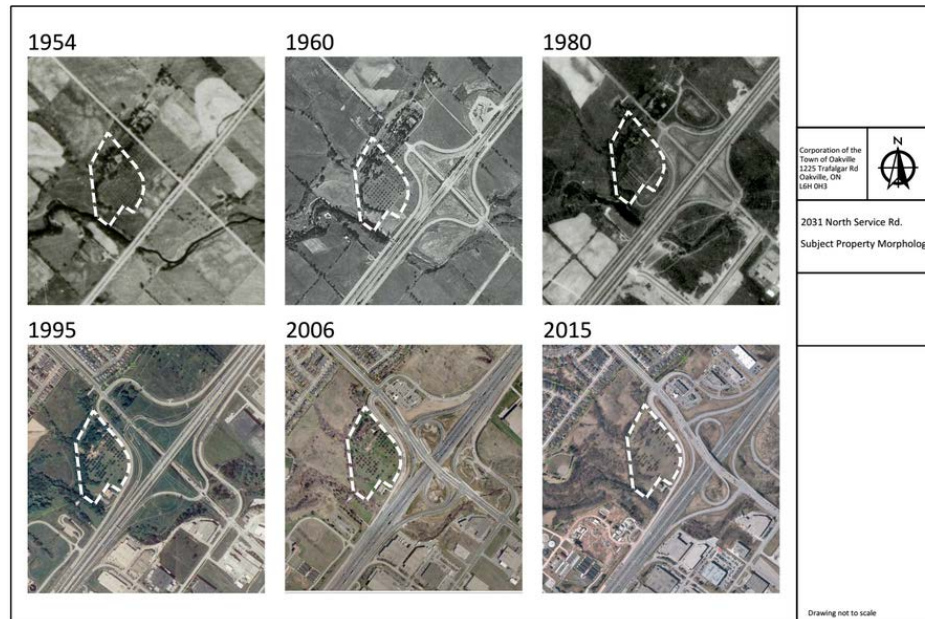 1954
1960
1980
1995
2006
2015
Corporation of the
Town of Oakville
1225 Trafalgar Rd
Oakville, ON
L6H 0H3
N
2031 North Service Rd.
Subject Property Morpholog
Drawing not to scale